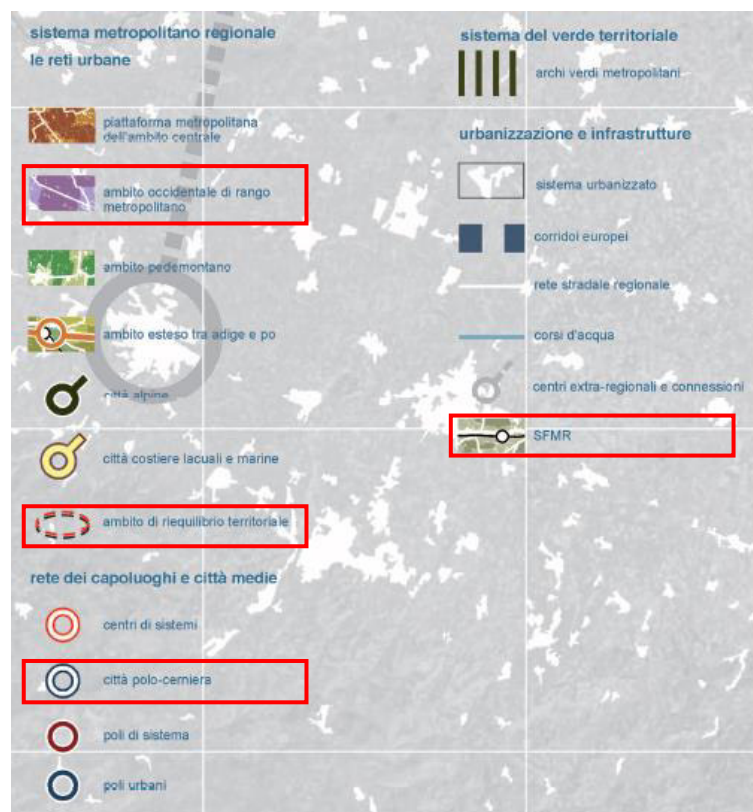 sistema metropolitano regionale
le reti urbane
piattaforma metropolitana
dell'ambito centrale
ambito occidentale di rango
metropolitano
ambito pedemontano
ambito esteso tra adige e po
città alpine
città costiere lacuali e marine
ambito di riequilibrio territoriale
rete dei capoluoghi e città medie
centri di sistemi
città polo-cerniera
poli di sistema
poli urbani
sistema del verde territoriale
archi verdi metropolitani
urbanizzazione e infrastrutture
sistema urbanizzato
corridoi europei
rete stradale regionale
corsi d'acqua
centri extra-regionali e connessioni
SFMR